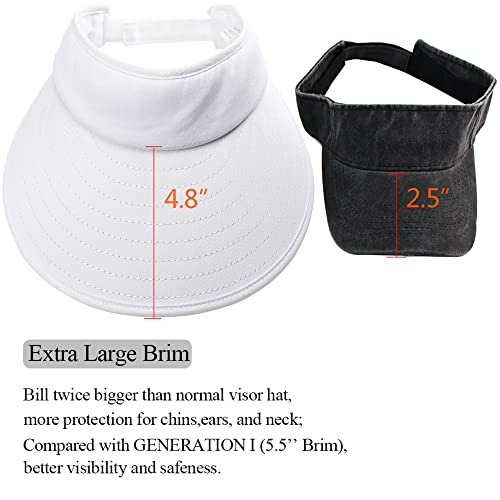 4.8”
2.5”
Extra Large Brim
Bill twice bigger than normal visor hat,
more protection for chins,ears, and neck;
Compared with GENERATION I (5.5’’ Brim),
better visibility and safeness.